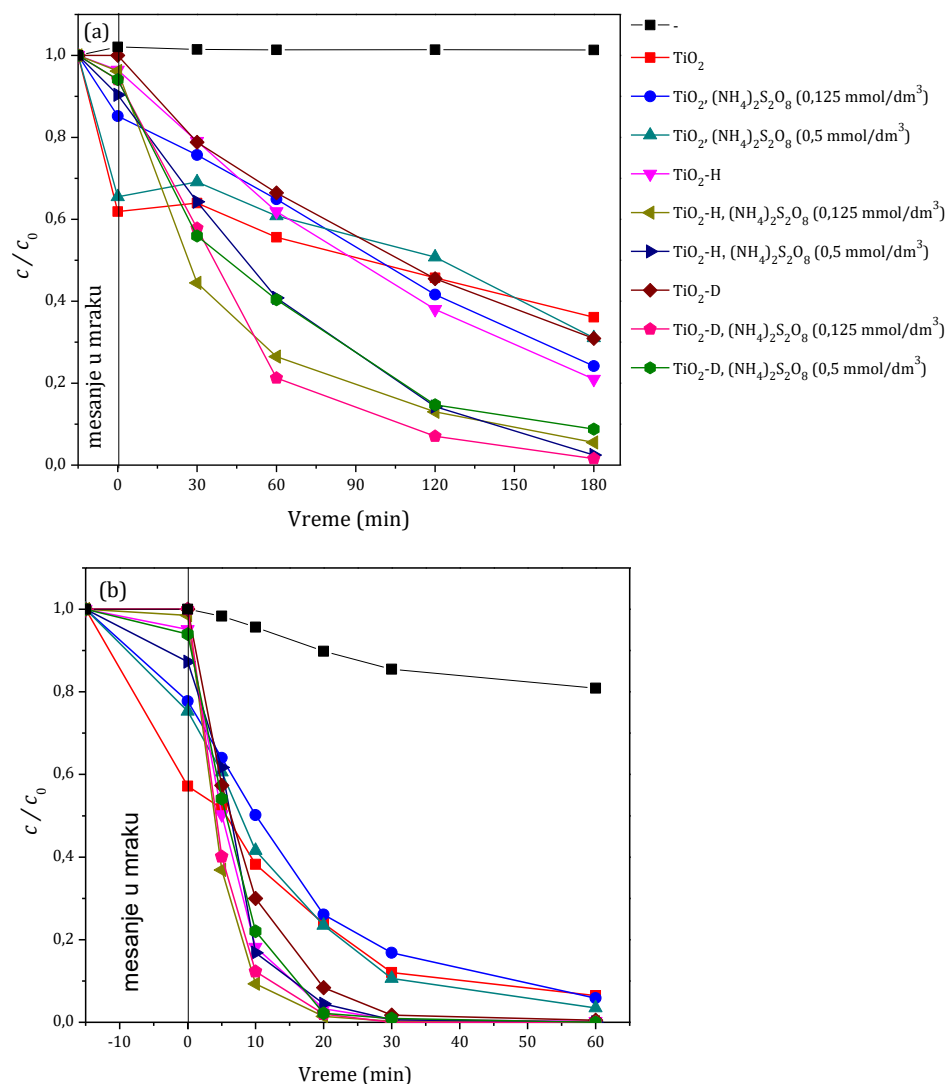 (a)
1,0
0,8
0,6
0,4
0,2
0,0
c / c₀
mesanje u mraku
0 30 60 90 120 150 180
Vreme (min)
-
TiO₂
TiO₂, (NH₄)₂S₂O₈ (0,125 mmol/dm³)
TiO₂, (NH₄)₂S₂O₈ (0,5 mmol/dm³)
TiO₂-H
TiO₂-H, (NH₄)₂S₂O₈ (0,125 mmol/dm³)
TiO₂-H, (NH₄)₂S₂O₈ (0,5 mmol/dm³)
TiO₂-D
TiO₂-D, (NH₄)₂S₂O₈ (0,125 mmol/dm³)
TiO₂-D, (NH₄)₂S₂O₈ (0,5 mmol/dm³)
(b)
1,0
0,8
0,6
0,4
0,2
0,0
c / c₀
mesanje u mraku
-10 0 10 20 30 40 50 60
Vreme (min)